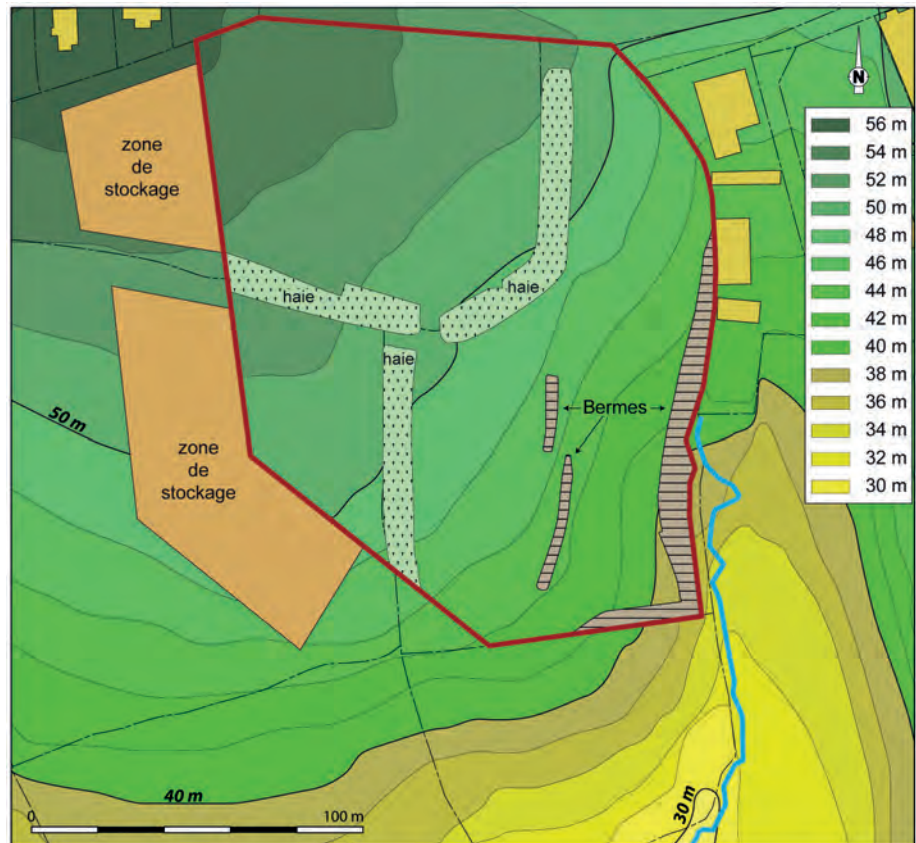 N
56 m
54 m
52 m
50 m
48 m
46 m
44 m
42 m
40 m
38 m
36 m
34 m
32 m
30 m
zone
de
stockage
haie
haie
haie
Bermes
50 m
zone
de
stockage
40 m
30 m
0
100 m